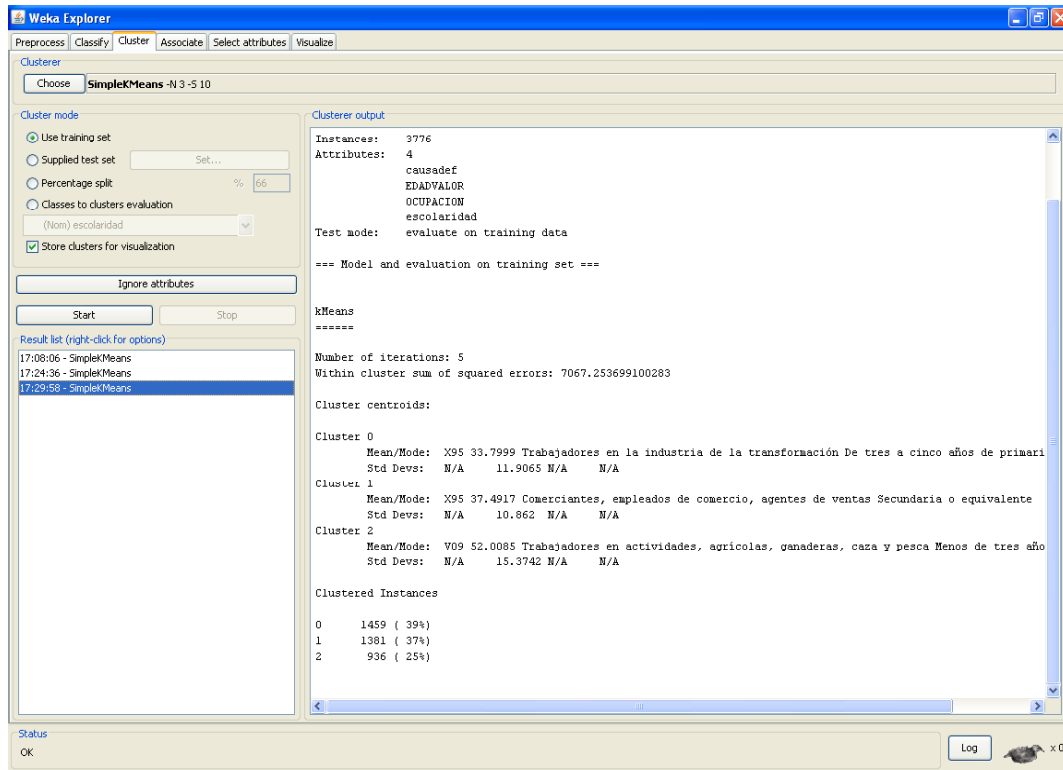 Weka Explorer
Preprocess Classify Cluster Associate Select attributes Visualize
Clusterer
Choose SimpleKMeans -N 3 -S 10
Cluster mode
Use training set
Supplied test set Set...
Percentage split % 66
Classes to clusters evaluation
(Nom) escolaridad
Store clusters for visualization
Ignore attributes
Start Stop
Result list (right-click for options)
17:08:06 - SimpleKMeans
17:24:36 - SimpleKMeans
17:29:58 - SimpleKMeans
Clusterer output
Instances: 3776
Attributes: 4
causadef
EDADVALOR
OCUPACION
escolaridad
Test mode: evaluate on training data
=== Model and evaluation on training set ===
kMeans
======
Number of iterations: 5
Within cluster sum of squared errors: 7067.253699100283
Cluster centroids:
Cluster 0
Mean/Mode: X95 33.7999 Trabajadores en la industria de la transformación De tres a cinco años de primari
Std Devs: N/A 11.9065 N/A N/A
Cluster 1
Mean/Mode: X95 37.4917 Comerciantes, empleados de comercio, agentes de ventas Secundaria o equivalente
Std Devs: N/A 10.862 N/A N/A
Cluster 2
Mean/Mode: V09 52.0085 Trabajadores en actividades, agrícolas, ganaderas, caza y pesca Menos de tres año
Std Devs: N/A 15.3742 N/A N/A
Clustered Instances
0 1459 ( 39%)
1 1381 ( 37%)
2 936 ( 25%)
Status
OK
Log x 0